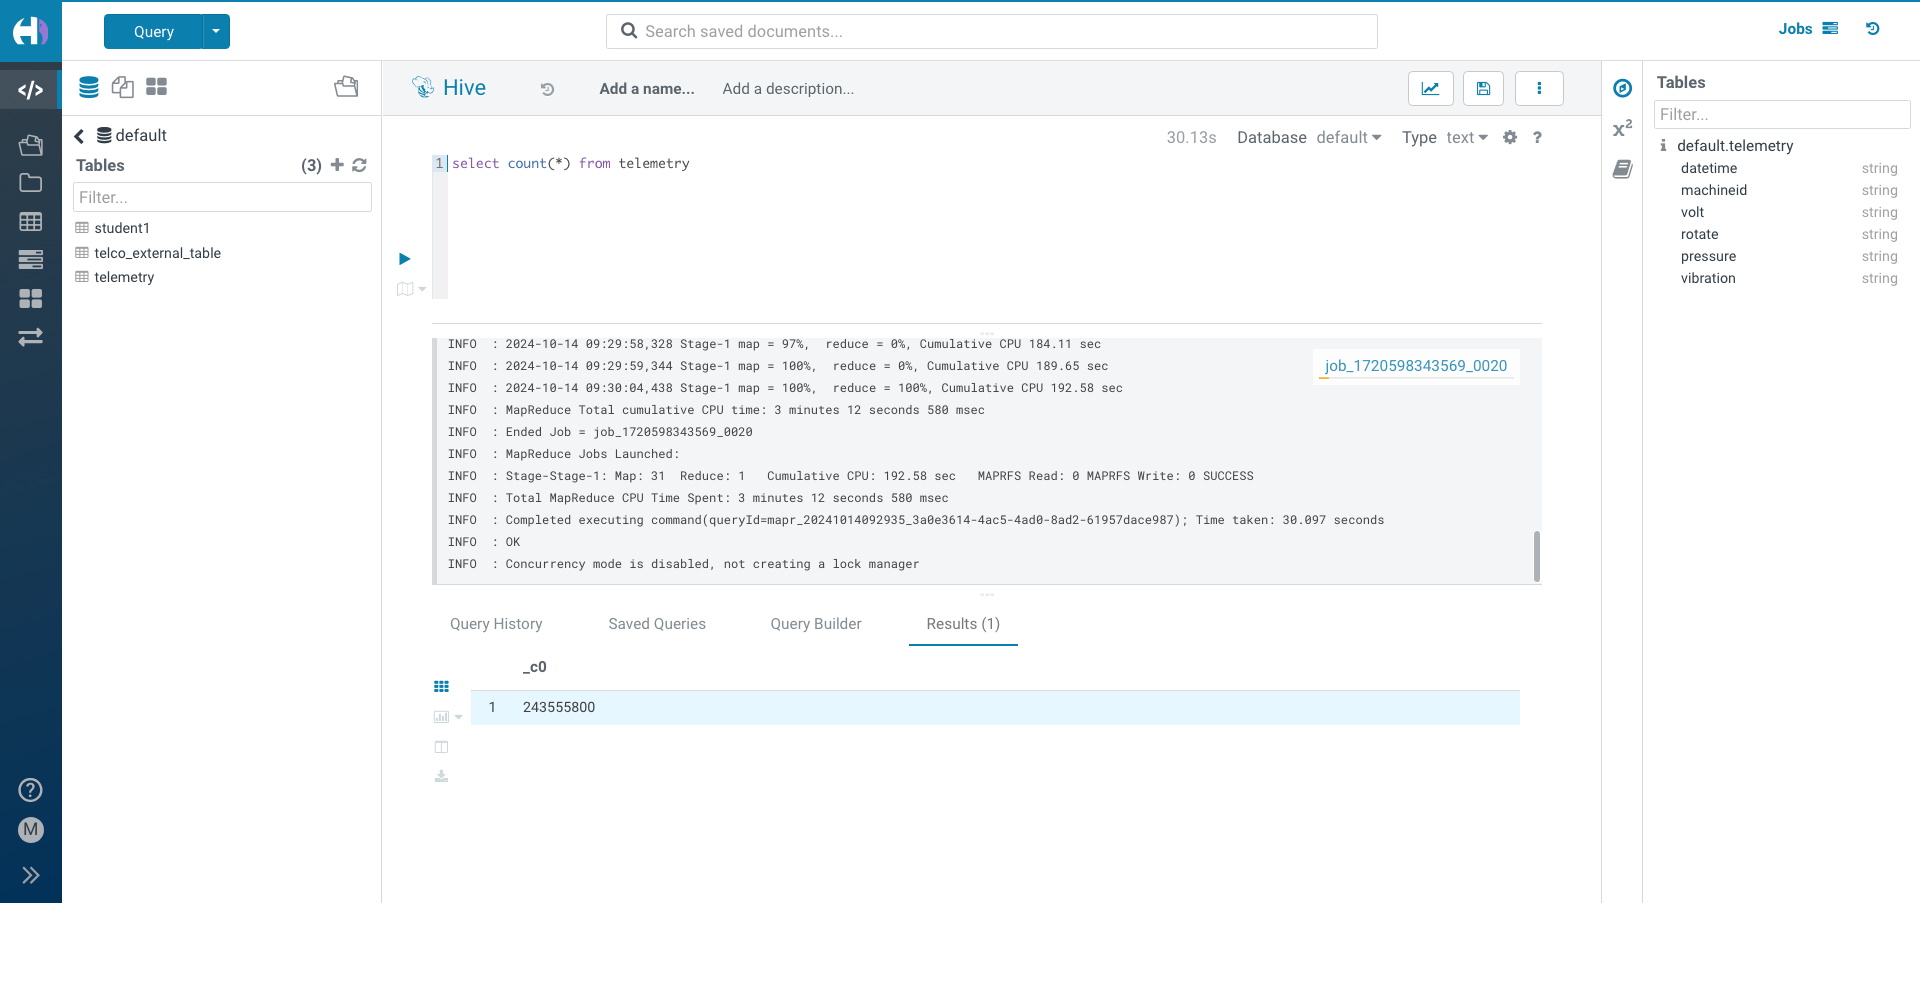 Query
Search saved documents...
Jobs
Hive
Add a name...
Add a description...
default
Tables (3)
Filter...
student1
telco_external_table
telemetry
30.13s Database default Type text ?
1 select count(*) from telemetry
INFO : 2024-10-14 09:29:58,328 Stage-1 map = 97%, reduce = 0%, Cumulative CPU 184.11 sec
INFO : 2024-10-14 09:29:59,344 Stage-1 map = 100%, reduce = 0%, Cumulative CPU 189.65 sec
INFO : 2024-10-14 09:30:04,438 Stage-1 map = 100%, reduce = 100%, Cumulative CPU 192.58 sec
INFO : MapReduce Total cumulative CPU time: 3 minutes 12 seconds 580 msec
INFO : Ended Job = job_1720598343569_0020
INFO : MapReduce Jobs Launched:
INFO : Stage-Stage-1: Map: 31 Reduce: 1 Cumulative CPU: 192.58 sec MAPRFS Read: 0 MAPRFS Write: 0 SUCCESS
INFO : Total MapReduce CPU Time Spent: 3 minutes 12 seconds 580 msec
INFO : Completed executing command(queryId=mapr_20241014092935_3a0e3614-4ac5-4ad0-8ad2-61957dace987); Time taken: 30.097 seconds
INFO : OK
INFO : Concurrency mode is disabled, not creating a lock manager
job_1720598343569_0020
Query History
Saved Queries
Query Builder
Results (1)
_c0
1 243555800
x²
Tables
Filter...
default.telemetry
datetime string
machineid string
volt string
rotate string
pressure string
vibration string
?
M